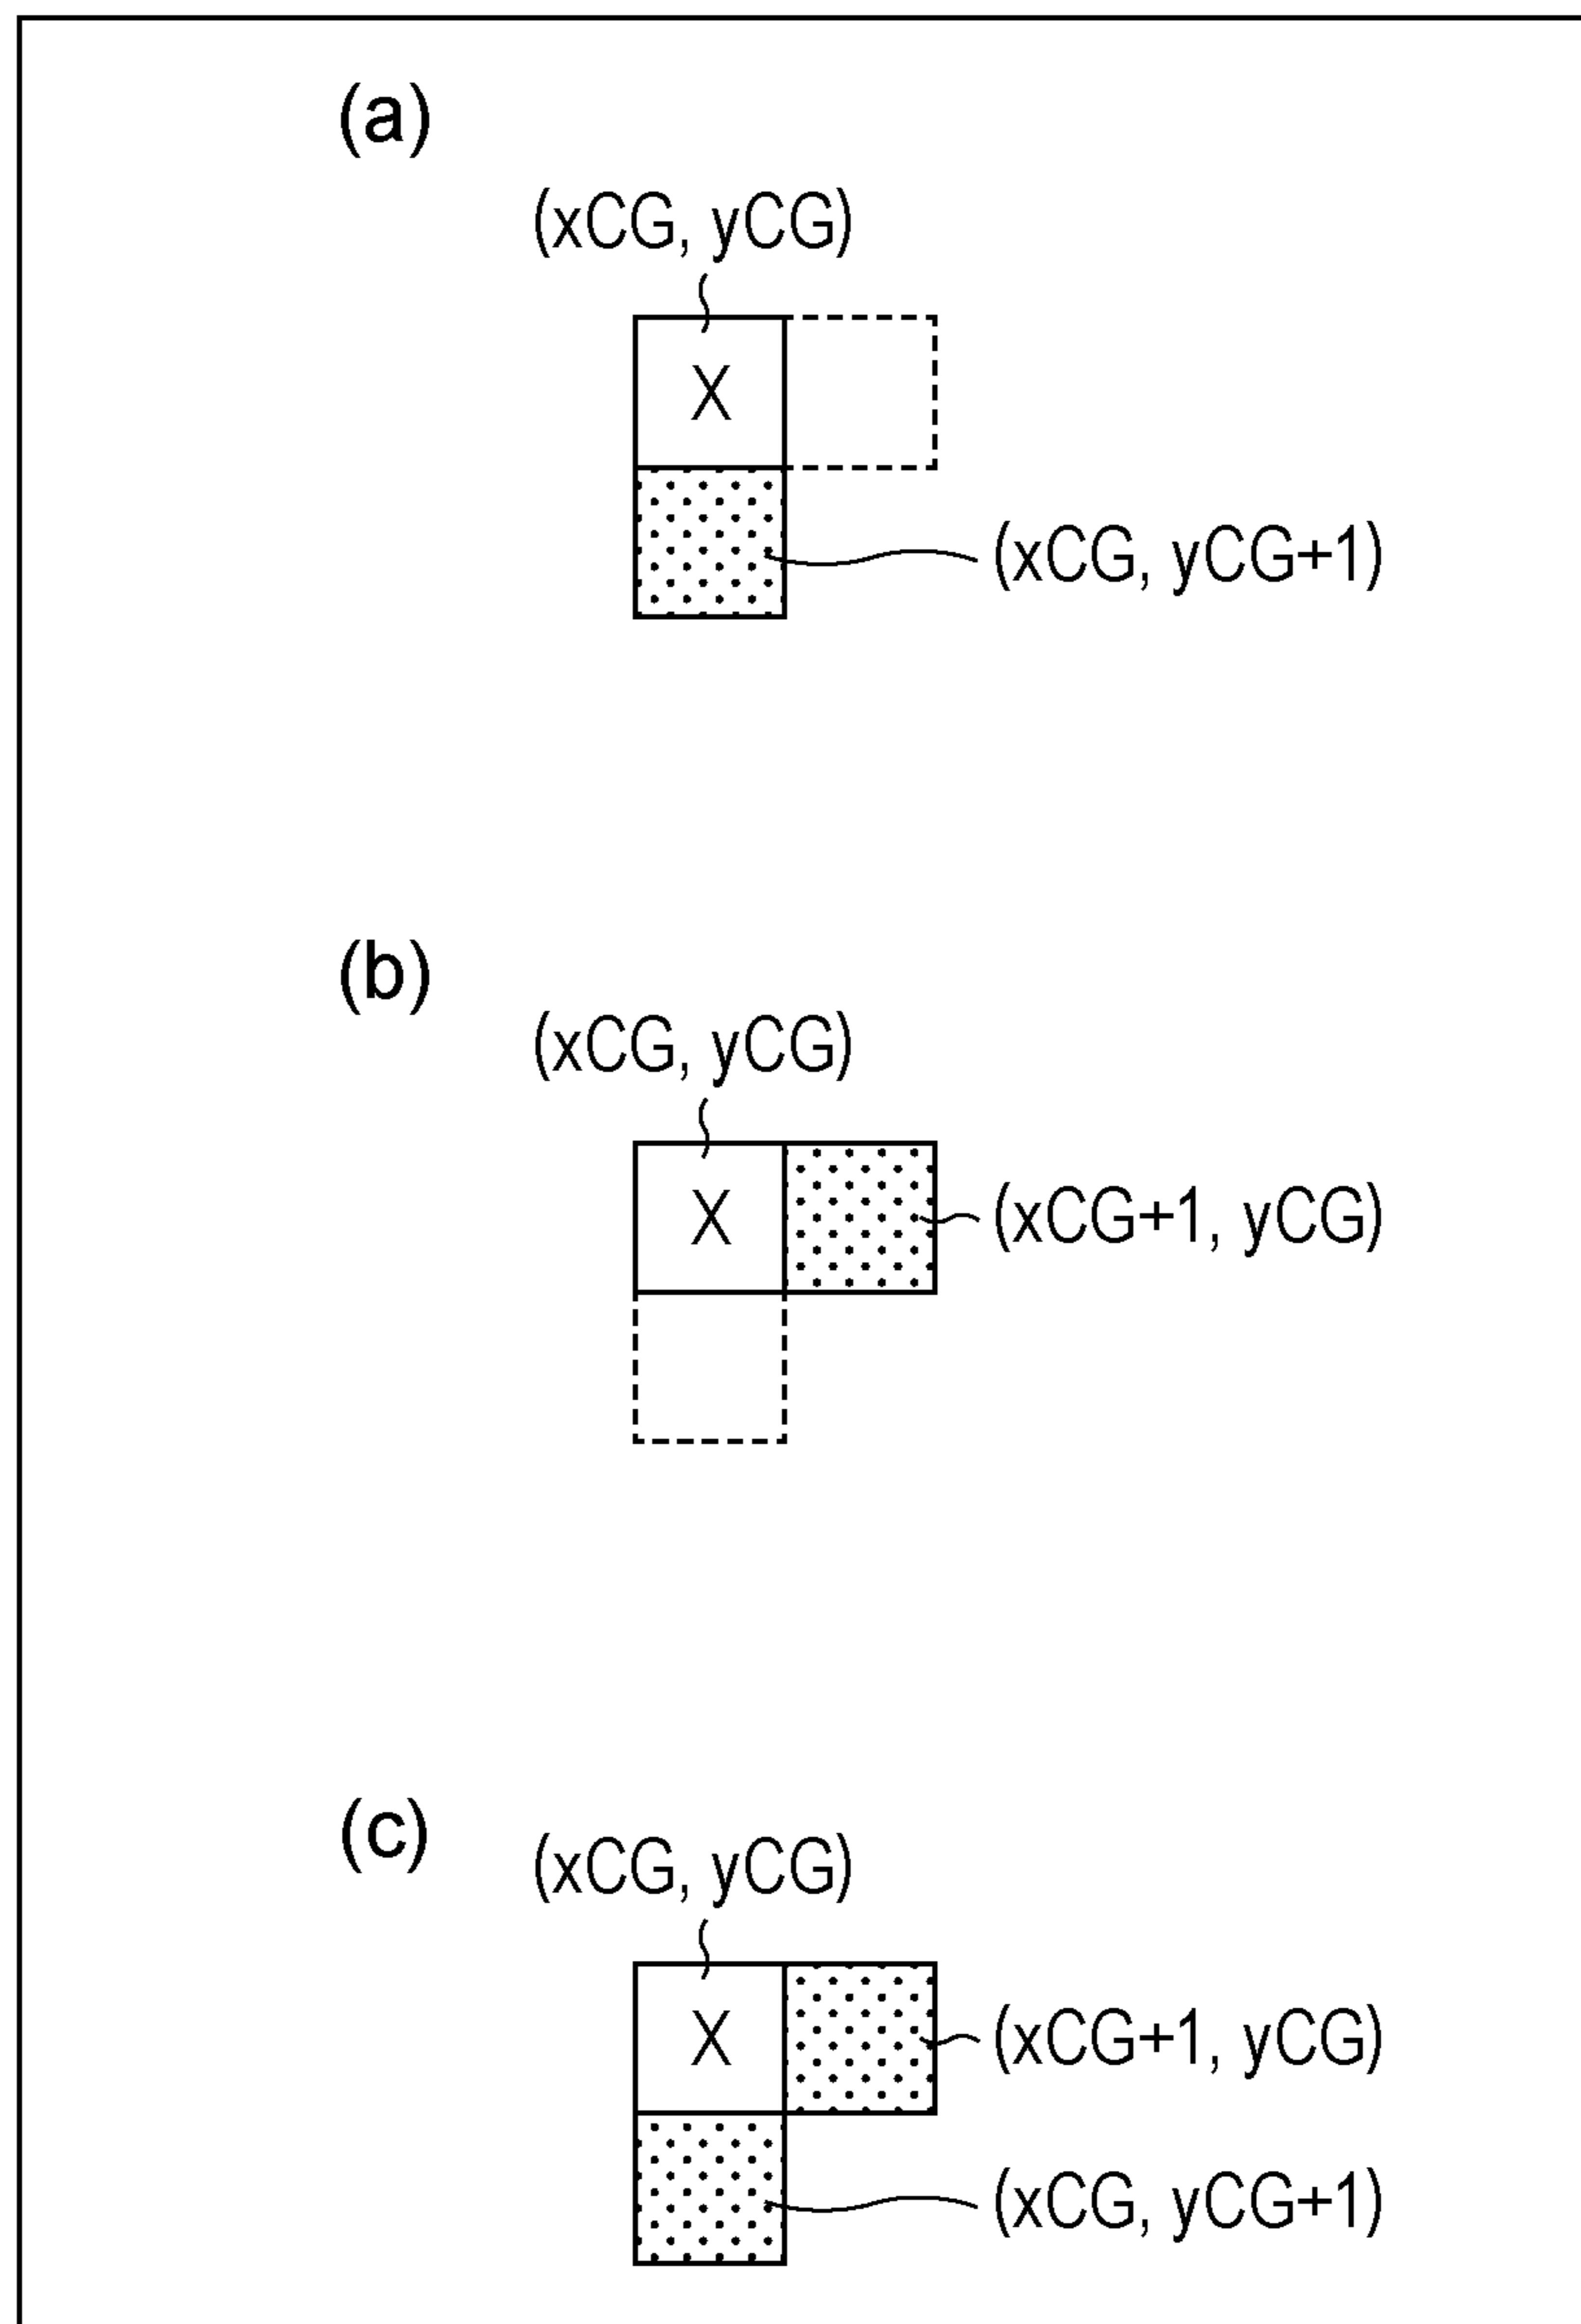 (a)
(xCG, yCG)
X
(xCG, yCG+1)
(b)
(xCG, yCG)
X
(xCG+1, yCG)
(c)
(xCG, yCG)
X
(xCG+1, yCG)
(xCG, yCG+1)